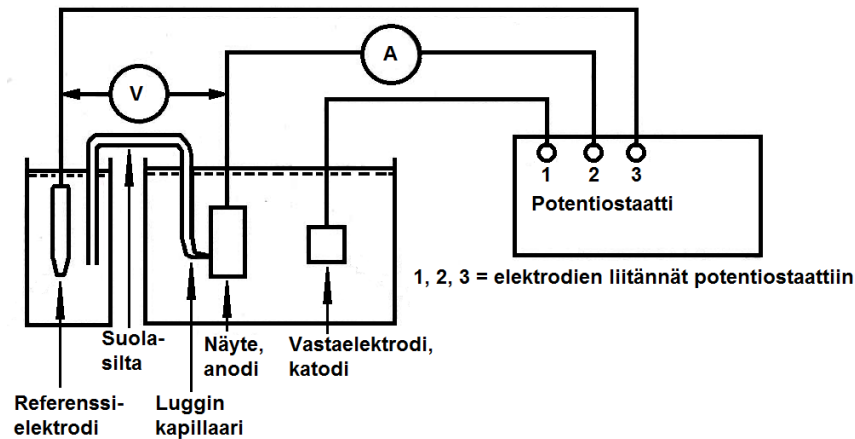 A
V
1 2 3
Potentiostaatti
1, 2, 3 = elektrodien liitännät potentiostaattiin
Suola-
silta
Näyte,
anodi
Vastaelektrodi,
katodi
Referenssi-
elektrodi
Luggin
kapillaari